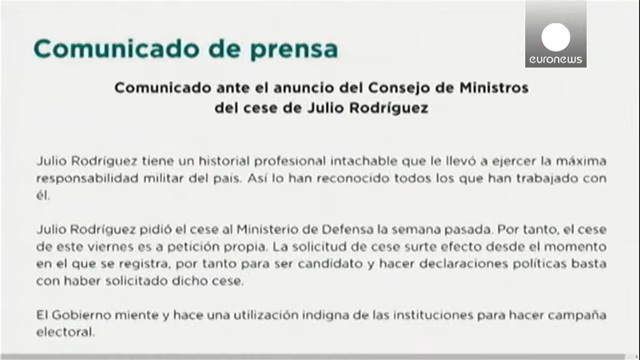 euronews
Comunicado de prensa
Comunicado ante el anuncio del Consejo de Ministros
del cese de Julio Rodríguez
Julio Rodríguez tiene un historial profesional intachable que le llevó a ejercer la máxima
responsabilidad militar del país. Así lo han reconocido todos los que han trabajado con
él.
Julio Rodríguez pidió el cese al Ministerio de Defensa la semana pasada. Por tanto, el cese
de este viernes es a petición propia. La solicitud de cese surte efecto desde el momento
en el que se registra, por tanto para ser candidato y hacer declaraciones políticas basta
con haber solicitado dicho cese.
El Gobierno miente y hace una utilización indigna de las instituciones para hacer campaña
electoral.